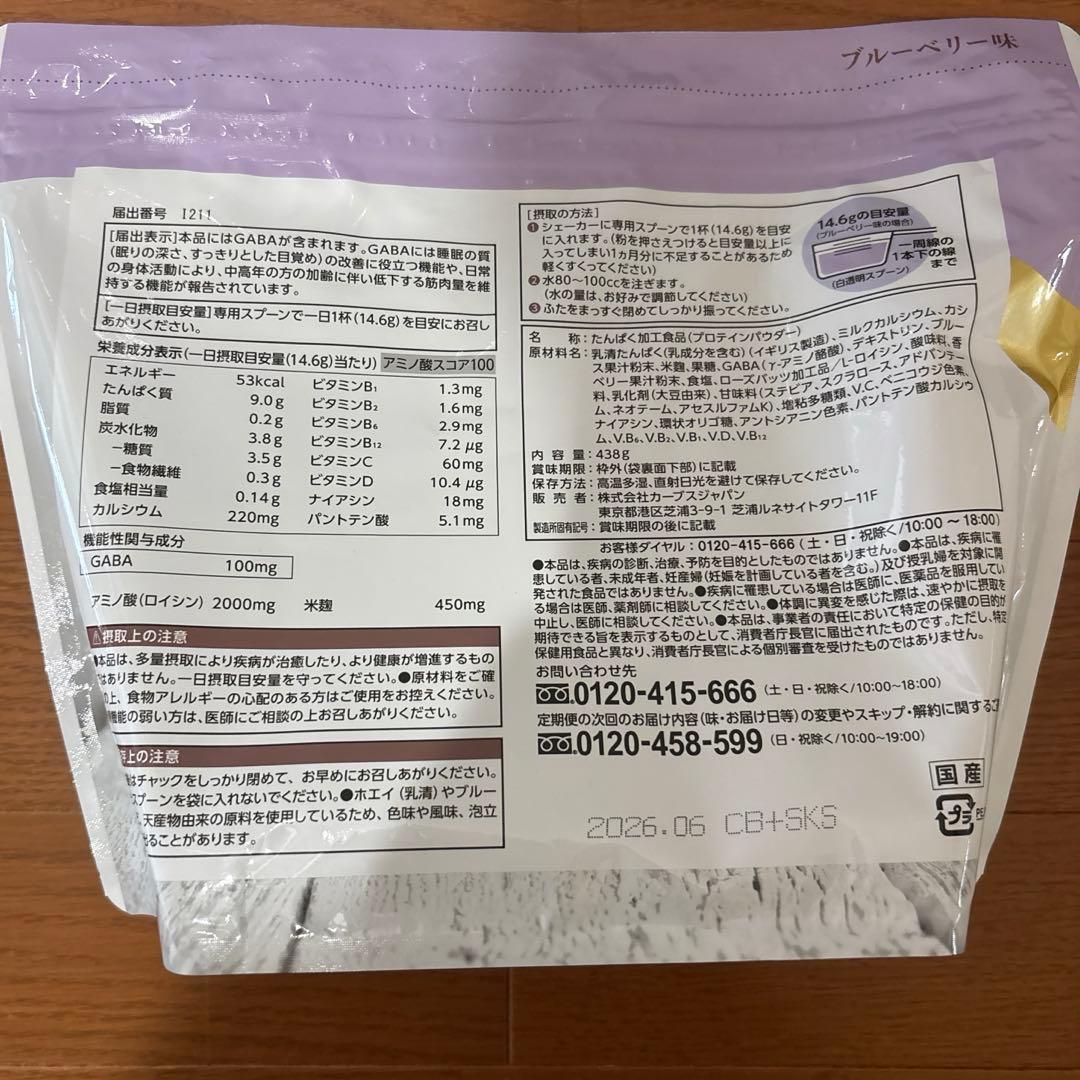 ブルーベリー味
届出番号 I211
[届出表示]本品にはGABAが含まれます。GABAには睡眠の質
(眠りの深さ、すっきりとした目覚め)の改善に役立つ機能や、日常
の身体活動により、中高年の方の加齢に伴い低下する筋肉量を維
持する機能が報告されています。
[一日摂取目安量]専用スプーンで一日1杯(14.6g)を目安にお召し
あがりください。
栄養成分表示(一日摂取目安量(14.6g)当たり) アミノ酸スコア100
エネルギー 53kcal ビタミンB₁ 1.3mg
たんぱく質 9.0g ビタミンB₂ 1.6mg
脂質 0.2g ビタミンB₆ 2.9mg
炭水化物 3.8g ビタミンB₁₂ 7.2μg
−糖質 3.5g ビタミンC 60mg
−食物繊維 0.3g ビタミンD 10.4μg
食塩相当量 0.14g ナイアシン 18mg
カルシウム 220mg パントテン酸 5.1mg
機能性関与成分
GABA 100mg
アミノ酸(ロイシン) 2000mg 米麹 450mg
⚠摂取上の注意
●本品は、多量摂取により疾病が治癒したり、より健康が増進するもの
ではありません。一日摂取目安量を守ってください。●原材料をご確
の上、食物アレルギーの心配のある方はご使用をお控えください。
機能の弱い方は、医師にご相談の上お召しあがりください。
上の注意
はチャックをしっかり閉めて、お早めにお召しあがりください。
スプーンを袋に入れないでください。●ホエイ(乳清)やブルー
天産物由来の原料を使用しているため、色味や風味、泡立
ることがあります。
[摂取の方法]
❶シェーカーに専用スプーンで1杯(14.6g)を目安
に入れます。(粉を押さえつけると目安量以上に
入ってしまい1ヵ月分に不足することがあるため
軽くすくってください)
❷水80〜100ccを注ぎます。
(水の量は、お好みで調節してください)
❸ふたをまっすぐ閉めてしっかり振ってください。
14.6gの目安量
(ブルーベリー味の場合)
一周線の
1本下の線
まで
(白透明スプーン)
名 称:たんぱく加工食品(プロテインパウダー)
原材料名:乳清たんぱく(乳成分を含む)(イギリス製造)、ミルクカルシウム、カシ
ス果汁粉末、米麹、果糖、GABA(γ-アミノ酪酸)、デキストリン、ブルー
ベリー果汁粉末、食塩、ローズバッツ加工品/L-ロイシン、酸味料、香
料、乳化剤(大豆由来)、甘味料(ステビア、スクラロース、アドバンテー
ム、ネオテーム、アセスルファムK)、増粘多糖類、V.C、ベニコウジ色素、
ナイアシン、環状オリゴ糖、アントシアニン色素、パントテン酸カルシウ
ム、V.B₆、V.B₂、V.B₁、V.D、V.B₁₂
内 容 量:438g
賞味期限:枠外(袋裏面下部)に記載
保存方法:高温多湿、直射日光を避けて保存してください。
販 売 者:株式会社カーブスジャパン
東京都港区芝浦3-9-1 芝浦ルネサイトタワー11F
製造所固有記号:賞味期限の後に記載
お客様ダイヤル:0120-415-666(土・日・祝除く/10:00〜18:00)
●本品は、疾病の診断、治療、予防を目的としたものではありません。●本品は、疾病に罹
患している者、未成年者、妊産婦(妊娠を計画している者を含む。)及び授乳婦を対象に開
発された食品ではありません。●疾病に罹患している場合は医師に、医薬品を服用してい
る場合は医師、薬剤師に相談してください。●体調に異変を感じた際は、速やかに摂取を
中止し、医師に相談してください。●本品は、事業者の責任において特定の保健の目的が
期待できる旨を表示するものとして、消費者庁長官に届出されたものです。ただし、特定
保健用食品と異なり、消費者庁長官による個別審査を受けたものではありません。
お問い合わせ先
0120-415-666(土・日・祝除く/10:00〜18:00)
定期便の次回のお届け内容(味・お届け日等)の変更やスキップ・解約に関するご
0120-458-599(日・祝除く/10:00〜19:00)
国産
プラ
2026.06 CB+SKS